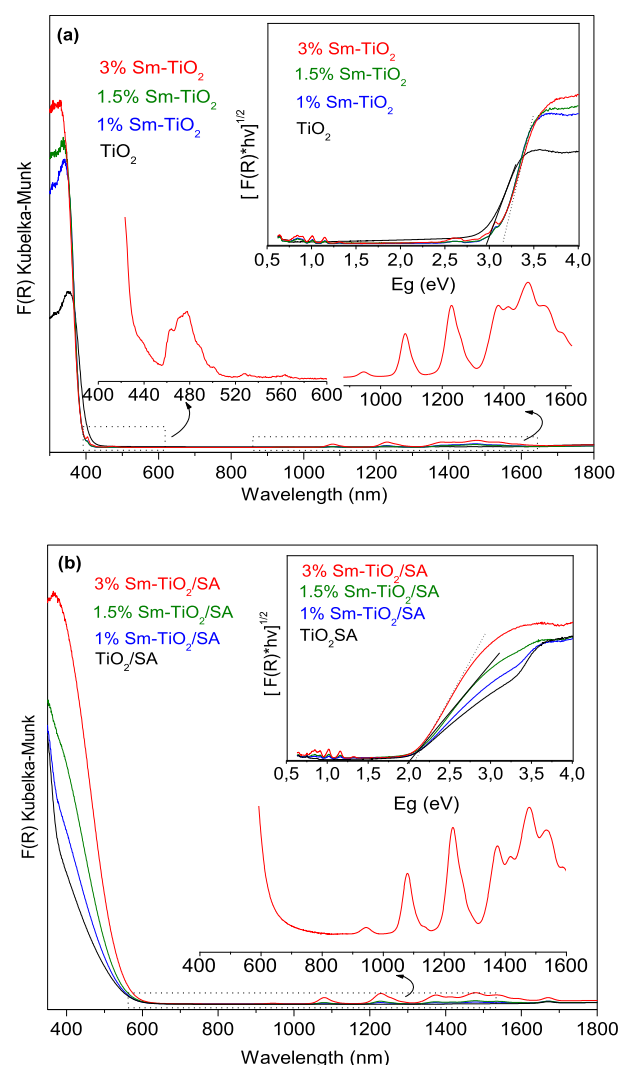 (a)
3% Sm-TiO2
1.5% Sm-TiO2
1% Sm-TiO2
TiO2
3% Sm-TiO2
1.5% Sm-TiO2
1% Sm-TiO2
TiO2
[ F(R)*hv]1/2
0,5 1,0 1,5 2,0 2,5 3,0 3,5 4,0
Eg (eV)
F(R) Kubelka-Munk
400 440 480 520 560 600
1000 1200 1400 1600
400 600 800 1000 1200 1400 1600 1800
Wavelength (nm)
(b)
3% Sm-TiO2/SA
1.5% Sm-TiO2/SA
1% Sm-TiO2/SA
TiO2/SA
3% Sm-TiO2/SA
1.5% Sm-TiO2/SA
1% Sm-TiO2/SA
TiO2SA
[ F(R)*hv]1/2
0,5 1,0 1,5 2,0 2,5 3,0 3,5 4,0
Eg (eV)
F(R) Kubelka-Munk
400 600 800 1000 1200 1400 1600
400 600 800 1000 1200 1400 1600 1800
Wavelength (nm)